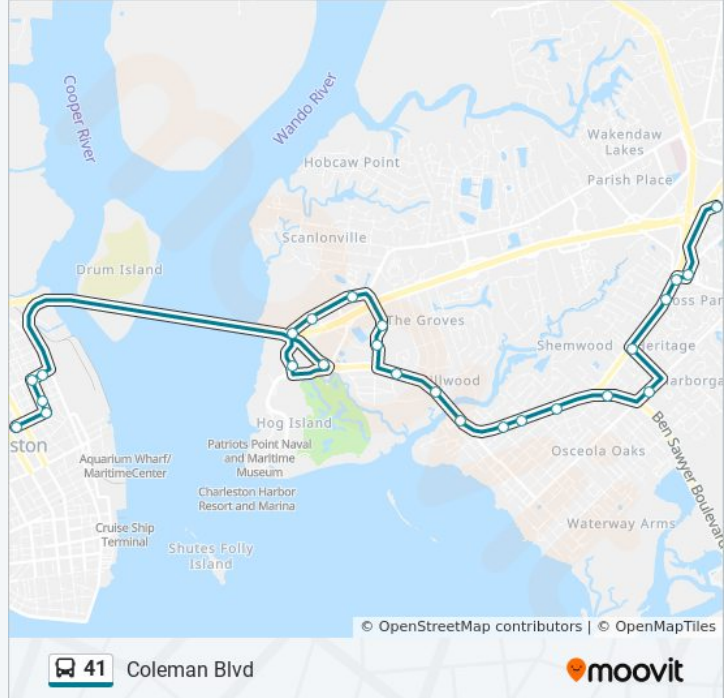 Cooper River
Wando River
Wakendaw
Lakes
Hobcaw Point
Parish Place
Scanlonville
Drum Island
The Groves
oss Par
Shemwood
eritage
llwood
arborga
Hog Island
ston
Patriots Point Naval
and Maritime
Museum
Aquarium Wharf/
MaritimeCenter
Osceola Oaks
Ben Sawyer Boulevard
Charleston Harbor
Resort and Marina
Cruise Ship
Terminal
Waterway Arms
Shutes Folly
Island
© OpenStreetMap contributors | © OpenMapTiles
41 Coleman Blvd
moovit